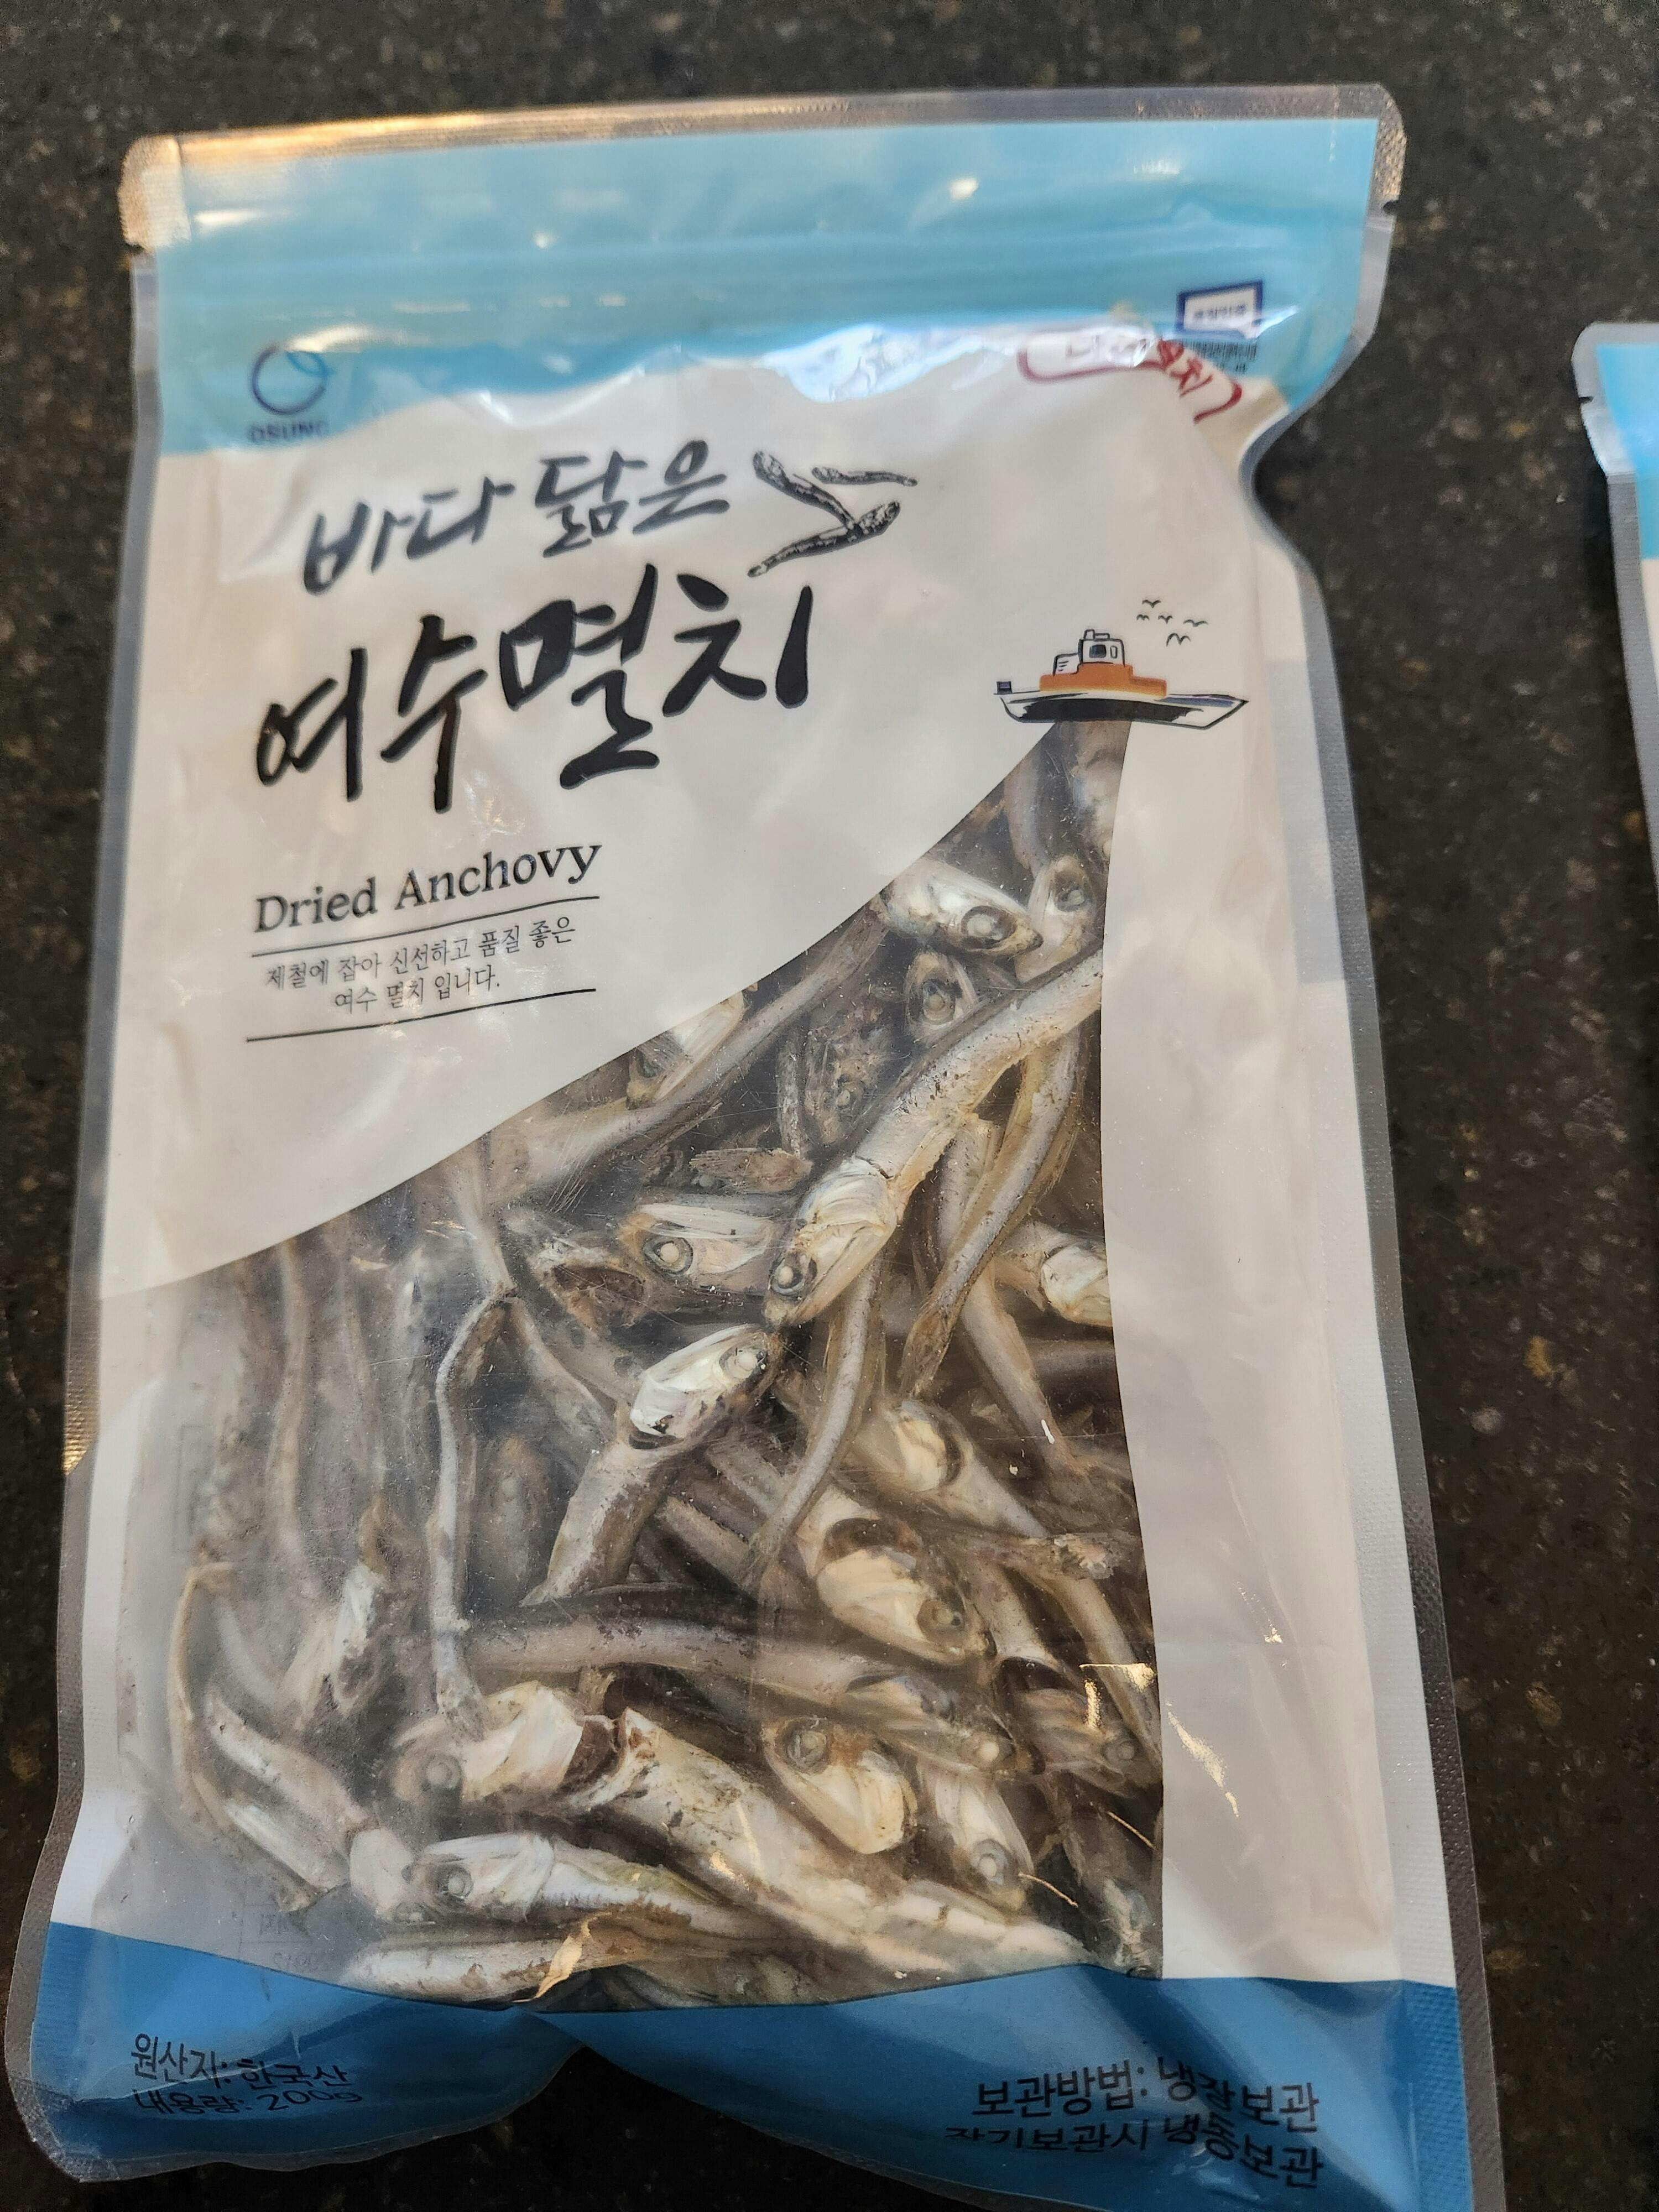 OSUNG
바다 닮은
여수멸치
Dried Anchovy
제철에 잡아 신선하고 품질 좋은
여수 멸치 입니다.
원산지: 한국산
내용량: 200g
보관방법: 냉장보관
장기보관시 냉동보관